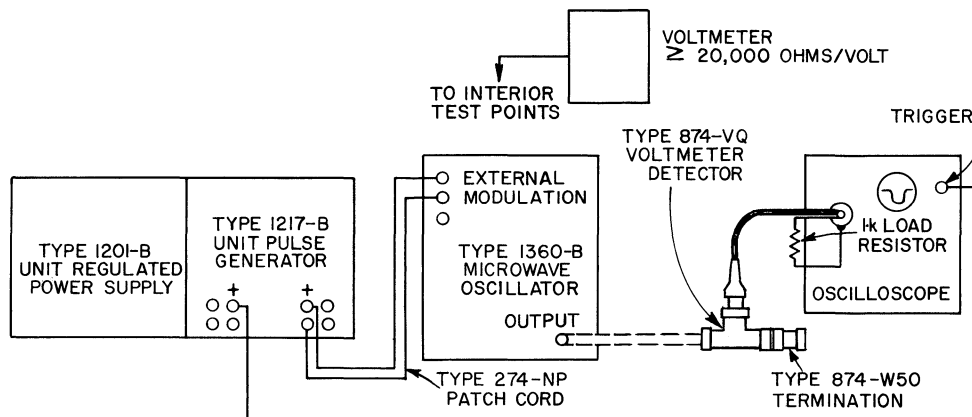 VOLTMETER
≥ 20,000 OHMS/VOLT
TO INTERIOR
TEST POINTS
TRIGGER
TYPE 874-VQ
VOLTMETER
DETECTOR
EXTERNAL
MODULATION
TYPE 1360-B
MICROWAVE
OSCILLATOR
OUTPUT
TYPE 1201-B
UNIT REGULATED
POWER SUPPLY
TYPE 1217-B
UNIT PULSE
GENERATOR
+ +
1k LOAD
RESISTOR
OSCILLOSCOPE
TYPE 274-NP
PATCH CORD
TYPE 874-W50
TERMINATION